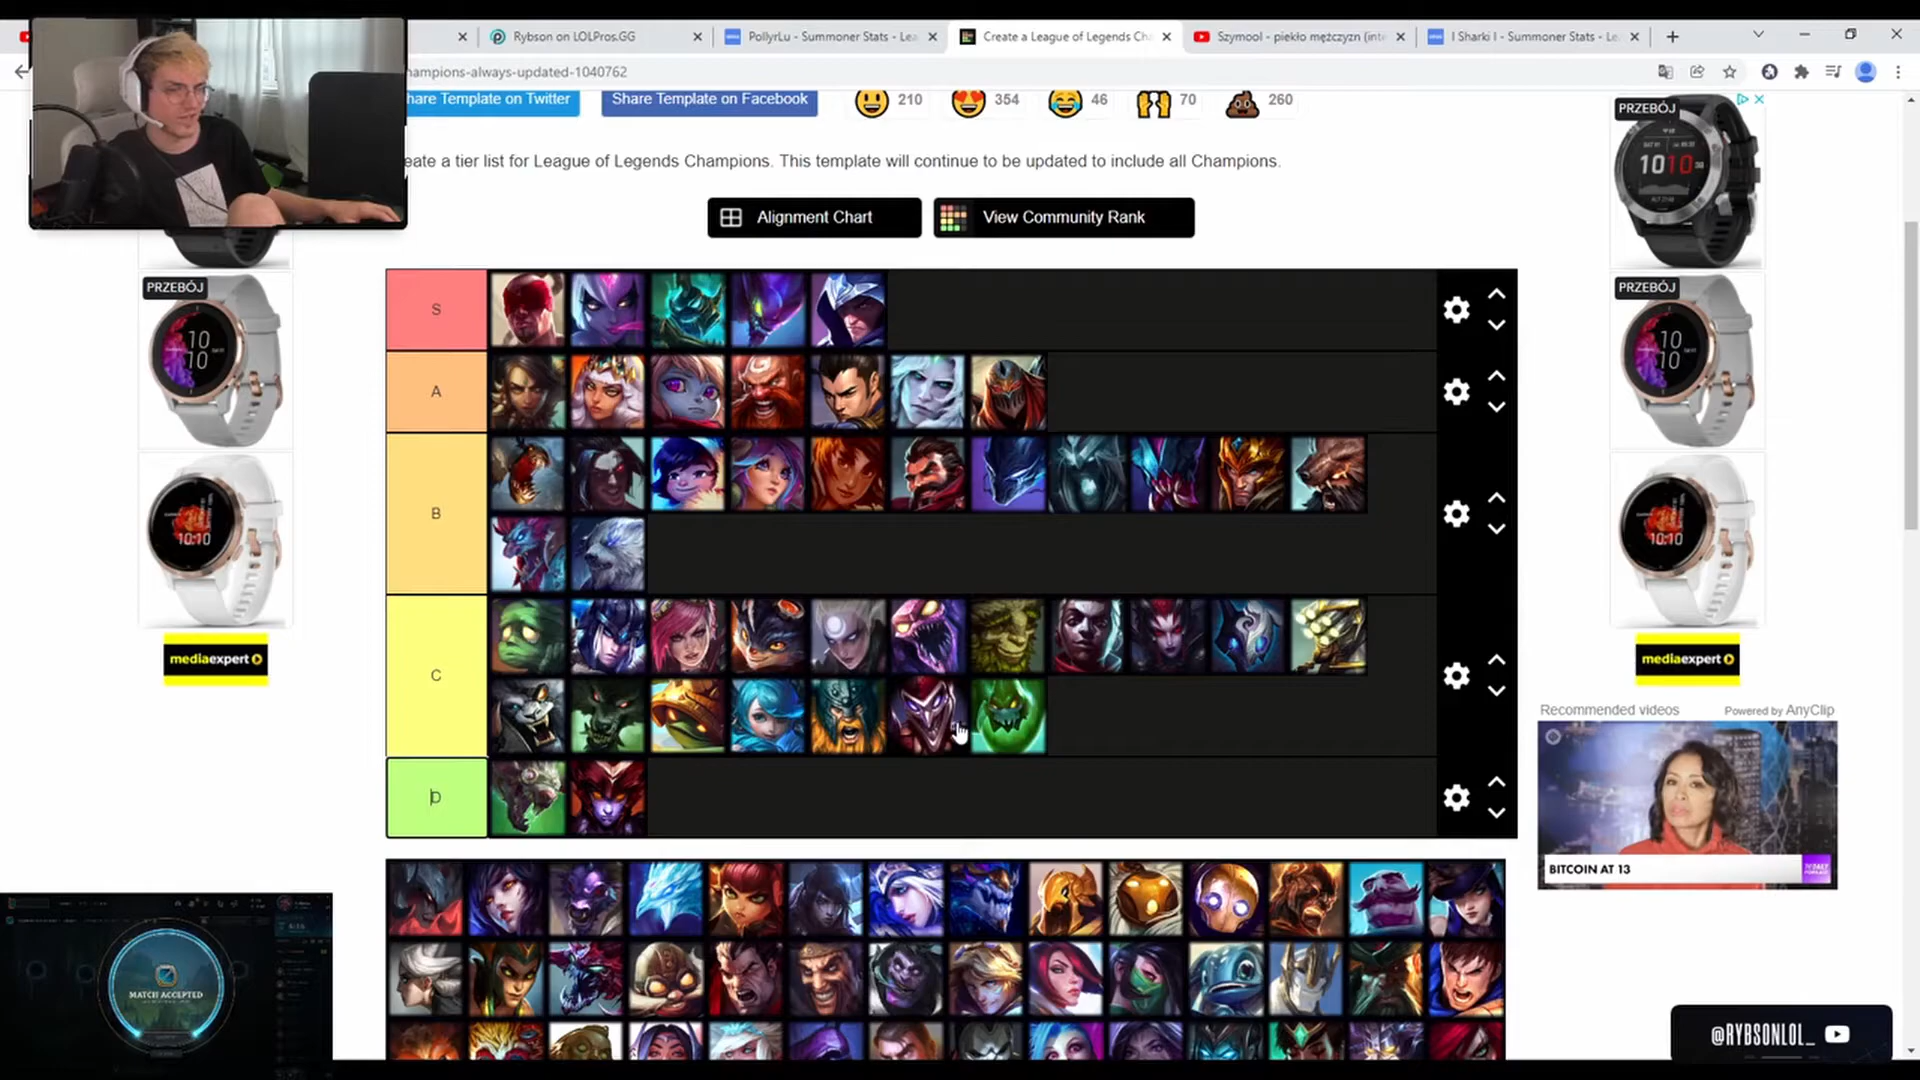 Rybson on LOLPros.GG
PollyrLu - Summoner Stats - Lea
Create a League of Legends Ch
Szymool - piekło mężczyzn (int
I Sharki I - Summoner Stats - Le
hampions-always-updated-1040762
hare Template on Twitter
Share Template on Facebook
210
354
46
70
260
eate a tier list for League of Legends Champions. This template will continue to be updated to include all Champions.
Alignment Chart
View Community Rank
PRZEBÓJ
PRZEBÓJ
PRZEBÓJ
S
A
B
C
D
mediaexpert
mediaexpert
Recommended videos
Powered by AnyClip
BITCOIN AT 13
MATCH ACCEPTED
@RYBSONLOL_